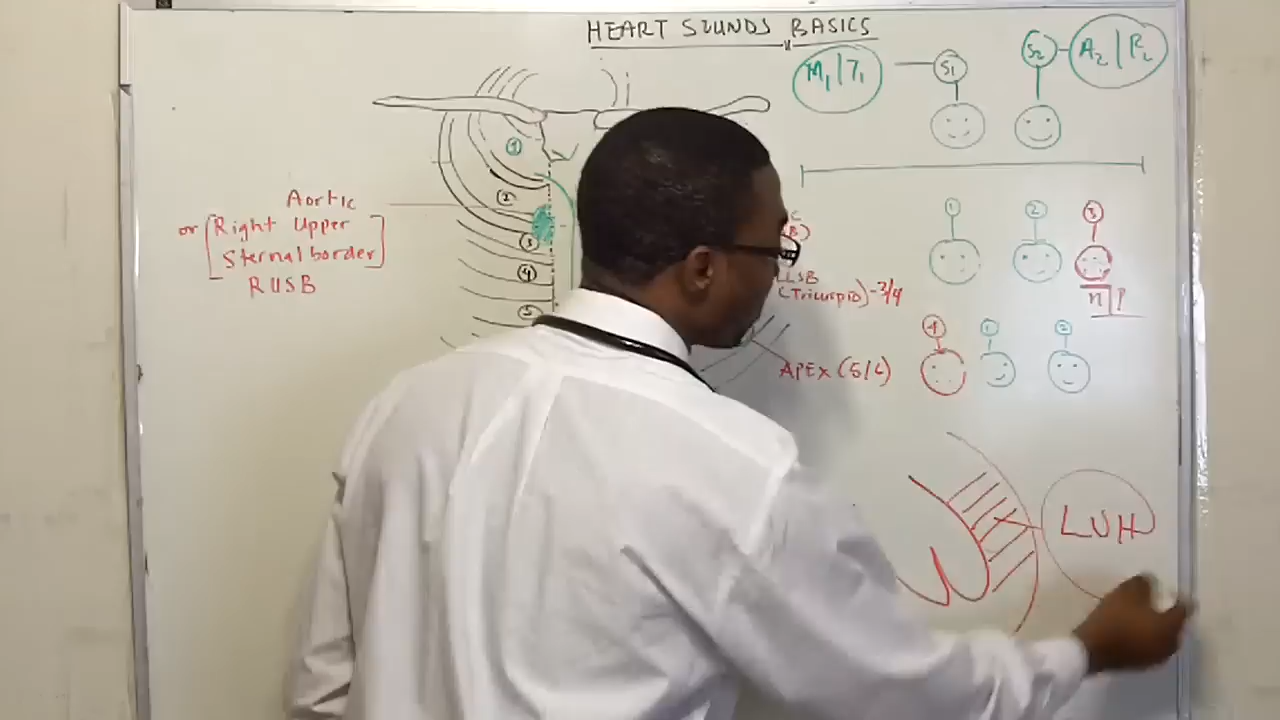 HEART SOUNDS BASICS
M1/T1
S1
S2
A2/P2
1
2
3
4
5
Aortic
or [Right Upper
Sternal border]
RUSB
C
B)
LLSB
(Tricuspid)-3/4
APEX (5/6)
1
2
3
n|P
4
1
2
LVH